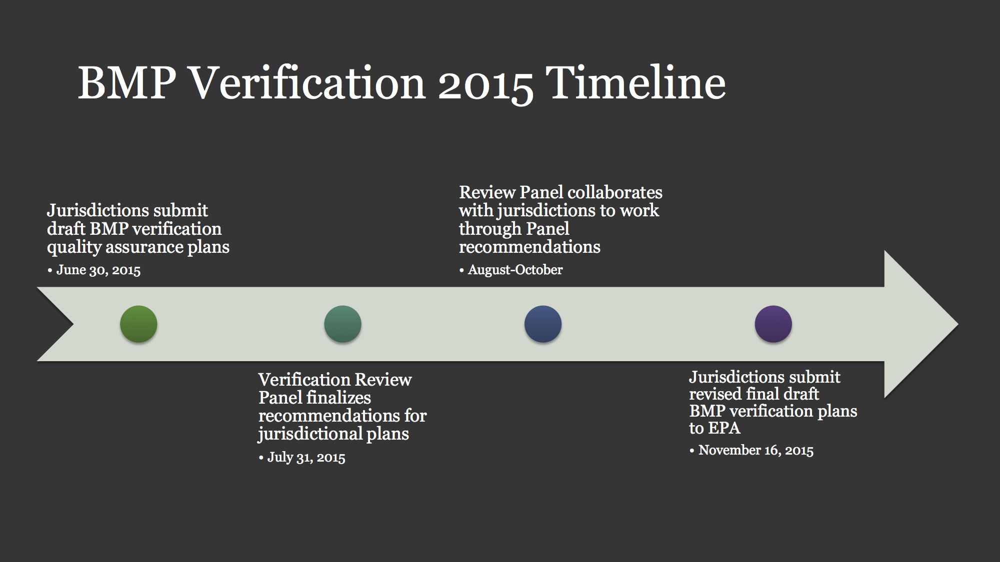 BMP Verification 2015 Timeline
Jurisdictions submit
draft BMP verification
quality assurance plans
• June 30, 2015
Verification Review
Panel finalizes
recommendations for
jurisdictional plans
• July 31, 2015
Review Panel collaborates
with jurisdictions to work
through Panel
recommendations
• August-October
Jurisdictions submit
revised final draft
BMP verification plans
to EPA
• November 16, 2015